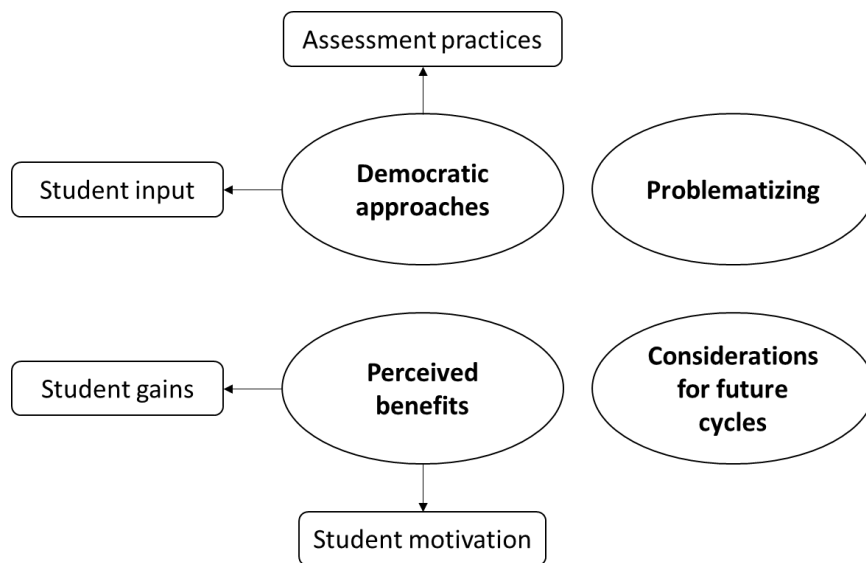 Assessment practices
Student input
Democratic
approaches
Problematizing
Student gains
Perceived
benefits
Considerations
for future
cycles
Student motivation